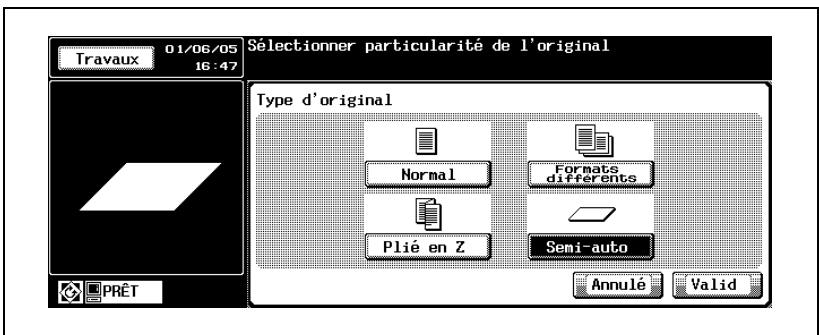 Travaux
01/06/05
16:47
Sélectionner particularité de l'original
Type d'original
Normal
Formats
différents
Plié en Z
Semi-auto
Annulé
Valid
PRÊT